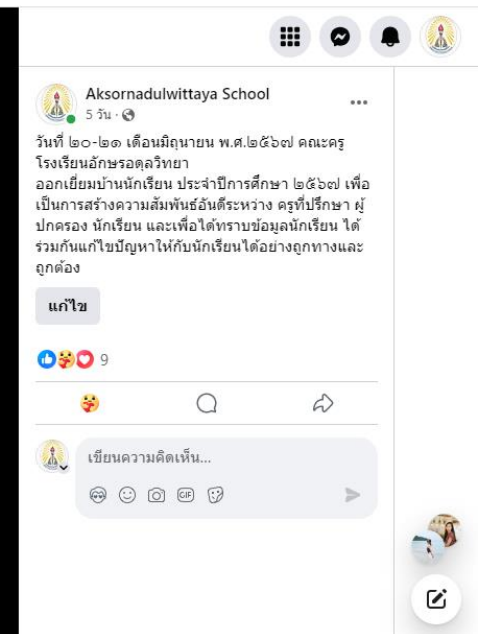 Aksornadulwittaya School
5 วัน ·
วันที่ ๒๐-๒๑ เดือนมิถุนายน พ.ศ.๒๕๖๗ คณะครู
โรงเรียนอักษรอดุลวิทยา
ออกเยี่ยมบ้านนักเรียน ประจำปีการศึกษา ๒๕๖๗ เพื่อ
เป็นการสร้างความสัมพันธ์อันดีระหว่าง ครูที่ปรึกษา ผู้
ปกครอง นักเรียน และเพื่อได้ทราบข้อมูลนักเรียน ได้
ร่วมกันแก้ไขปัญหาให้กับนักเรียนได้อย่างถูกทางและ
ถูกต้อง
แก้ไข
9
เขียนความคิดเห็น...
GIF